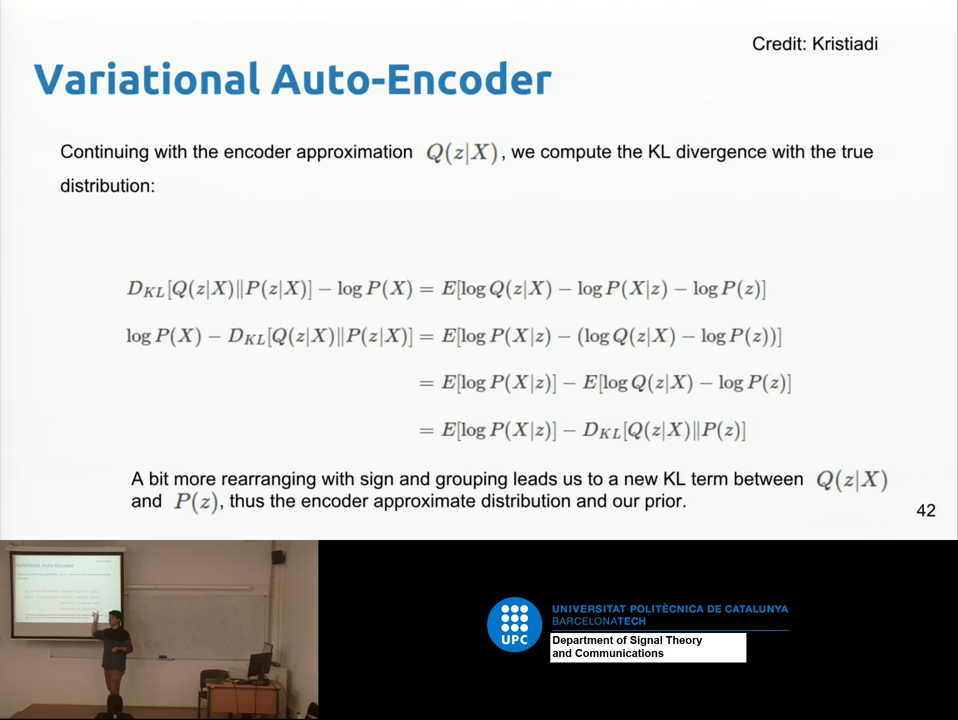 Credit: Kristiadi
Variational Auto-Encoder
Continuing with the encoder approximation Q(z|X), we compute the KL divergence with the true
distribution:
D_{KL}[Q(z|X)‖P(z|X)] − log P(X) = E[log Q(z|X) − log P(X|z) − log P(z)]
log P(X) − D_{KL}[Q(z|X)‖P(z|X)] = E[log P(X|z) − (log Q(z|X) − log P(z))]
= E[log P(X|z)] − E[log Q(z|X) − log P(z)]
= E[log P(X|z)] − D_{KL}[Q(z|X)‖P(z)]
A bit more rearranging with sign and grouping leads us to a new KL term between Q(z|X)
and P(z), thus the encoder approximate distribution and our prior.
42
Variational Auto-Encoder
UPC
UNIVERSITAT POLITÈCNICA DE CATALUNYA
BARCELONATECH
Department of Signal Theory
and Communications